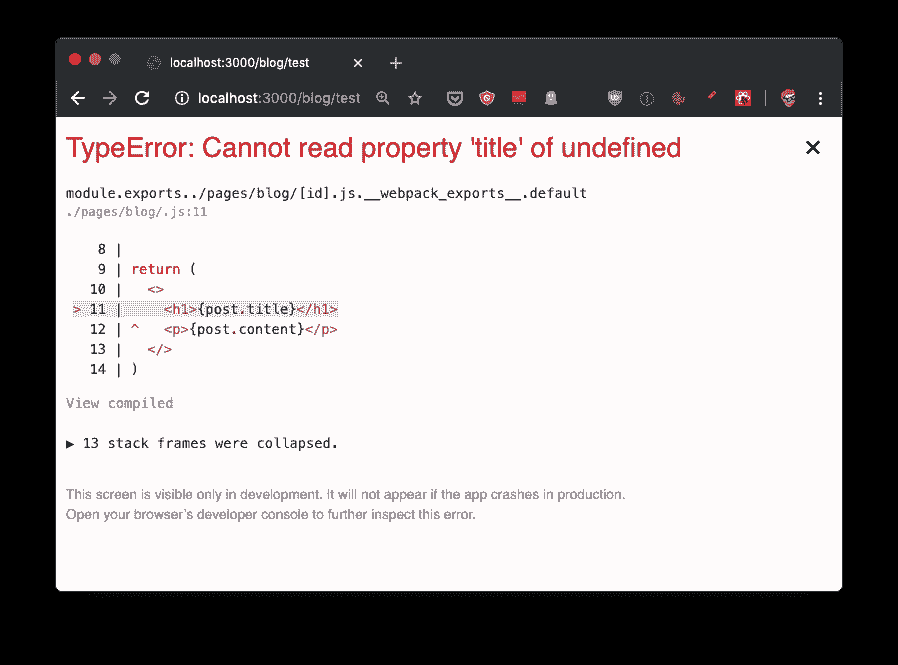 localhost:3000/blog/test
localhost:3000/blog/test
TypeError: Cannot read property 'title' of undefined
module.exports../pages/blog/[id].js.__webpack_exports__.default
./pages/blog/.js:11
8 |
9 | return (
10 |   <>
> 11 |     <h1>{post.title}</h1>
12 | ^   <p>{post.content}</p>
13 |   </>
14 | )
View compiled
▶ 13 stack frames were collapsed.
This screen is visible only in development. It will not appear if the app crashes in production.
Open your browser's developer console to further inspect this error.